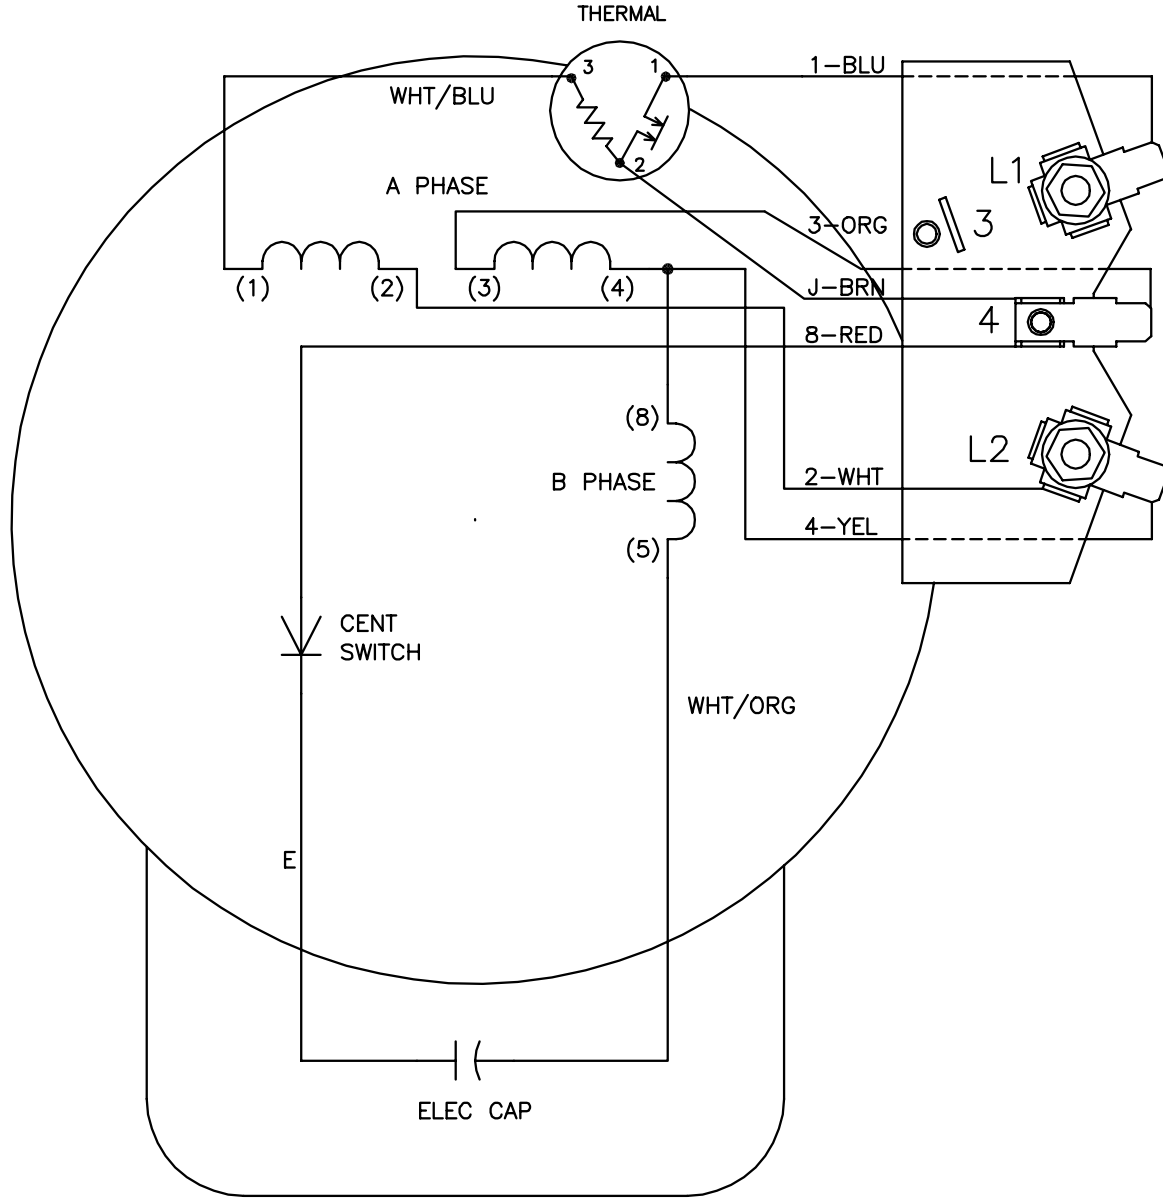 THERMAL
1-BLU
3
1
WHT/BLU
2
L1
A PHASE
3-ORG
3
(1)
(2)
(3)
(4)
J-BRN
4
8-RED
(8)
L2
B PHASE
2-WHT
4-YEL
(5)
CENT
SWITCH
WHT/ORG
E
ELEC CAP